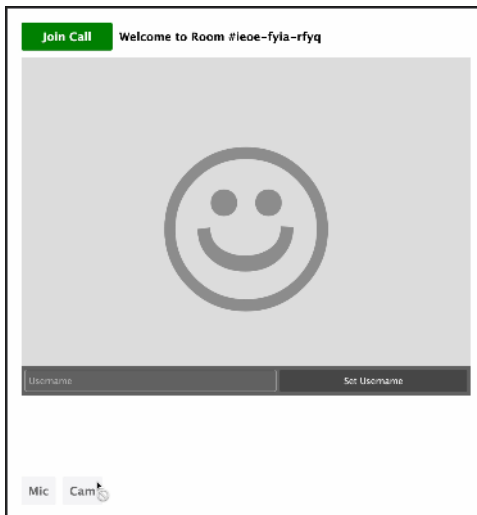 Join Call Welcome to Room #ieoe-fyia-rfyq
Username Set Username
Mic Cam